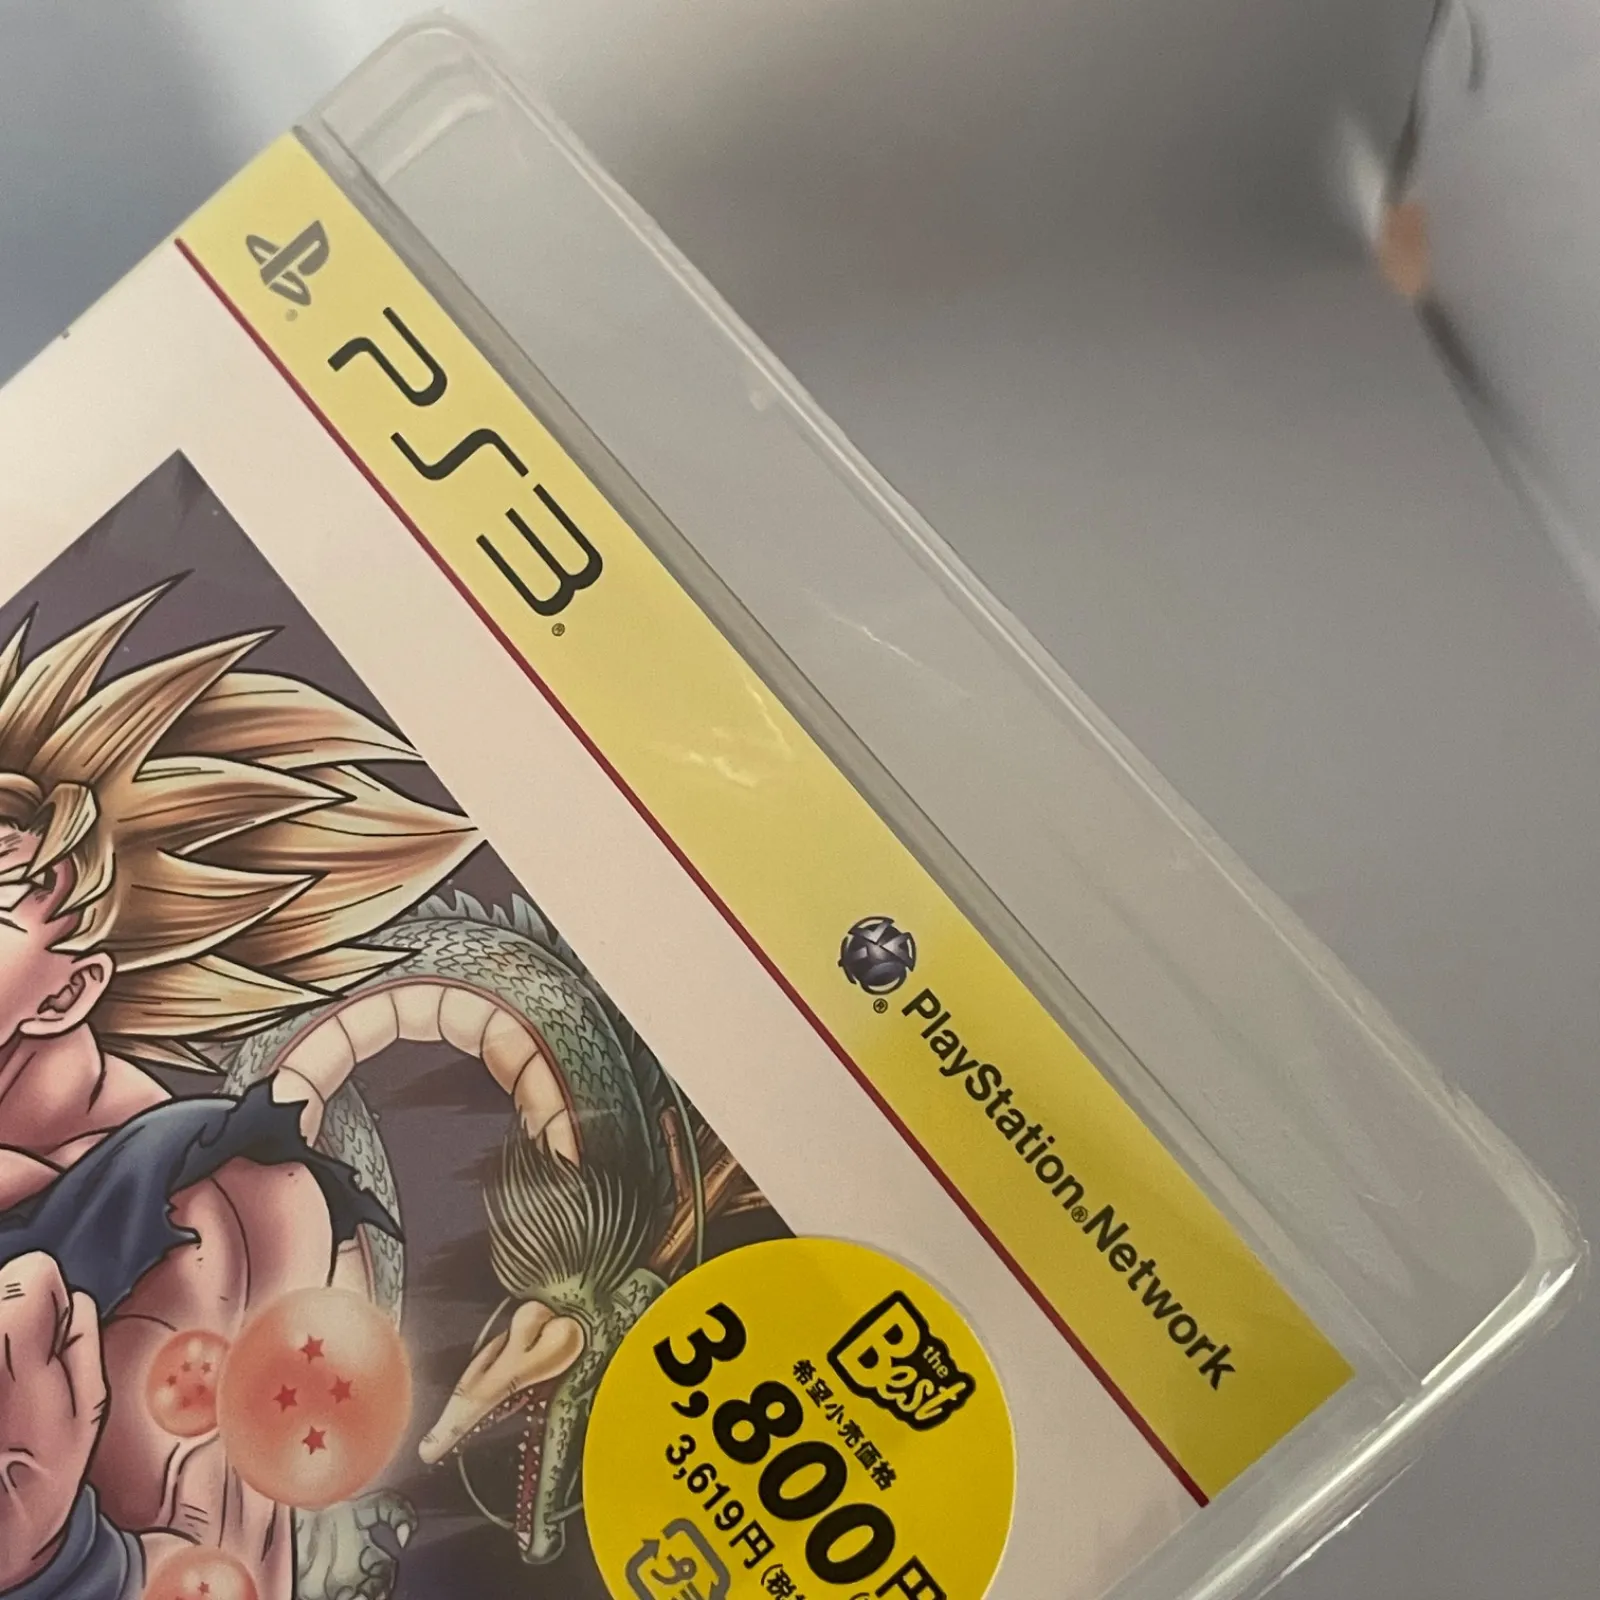 PS3®
PlayStation®Network
the Best
希望小売価格
3,800円
3,619円(税